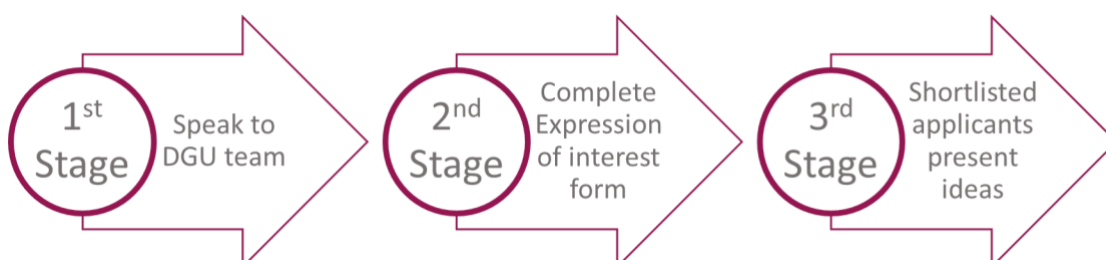 1st
Stage
Speak to
DGU team
2nd
Stage
Complete
Expression
of interest
form
3rd
Stage
Shortlisted
applicants
present
ideas